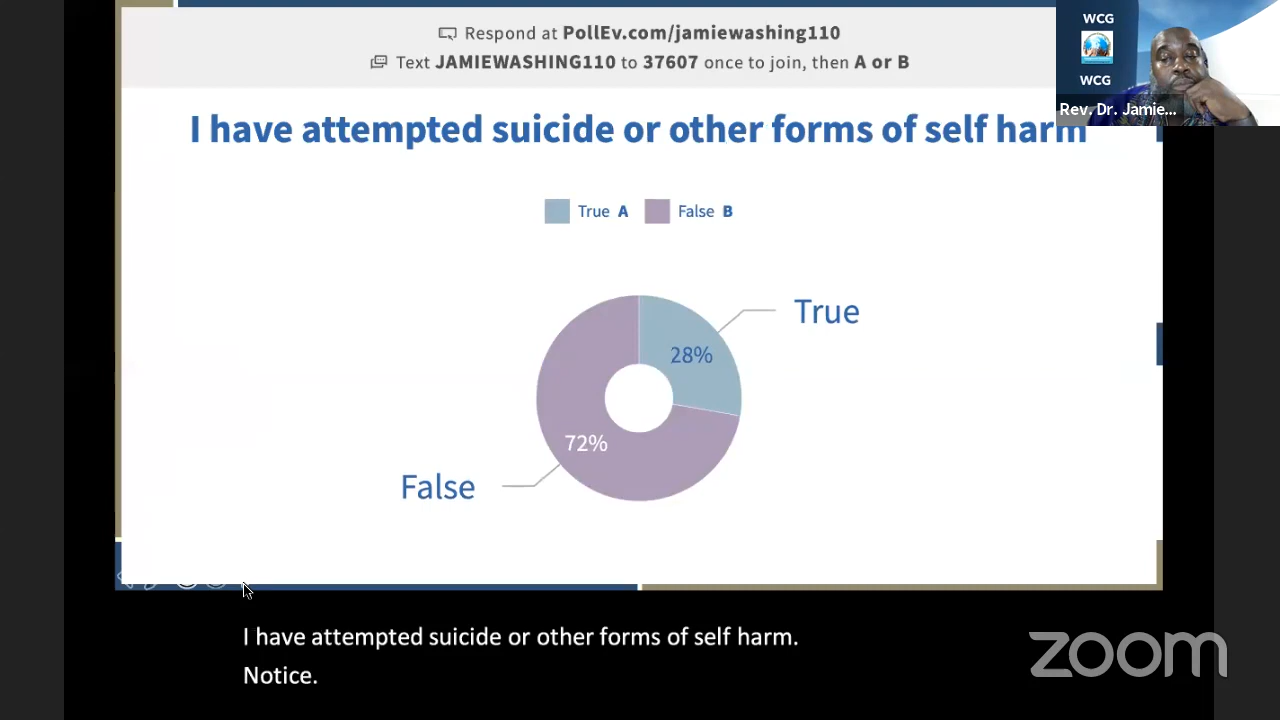 Respond at PollEv.com/jamiewashing110
Text JAMIEWASHING110 to 37607 once to join, then A or B
WCG
WCG
Rev. Dr. Jamie...
I have attempted suicide or other forms of self harm
True A False B
True
28%
72%
False
I have attempted suicide or other forms of self harm.
Notice.
zoom